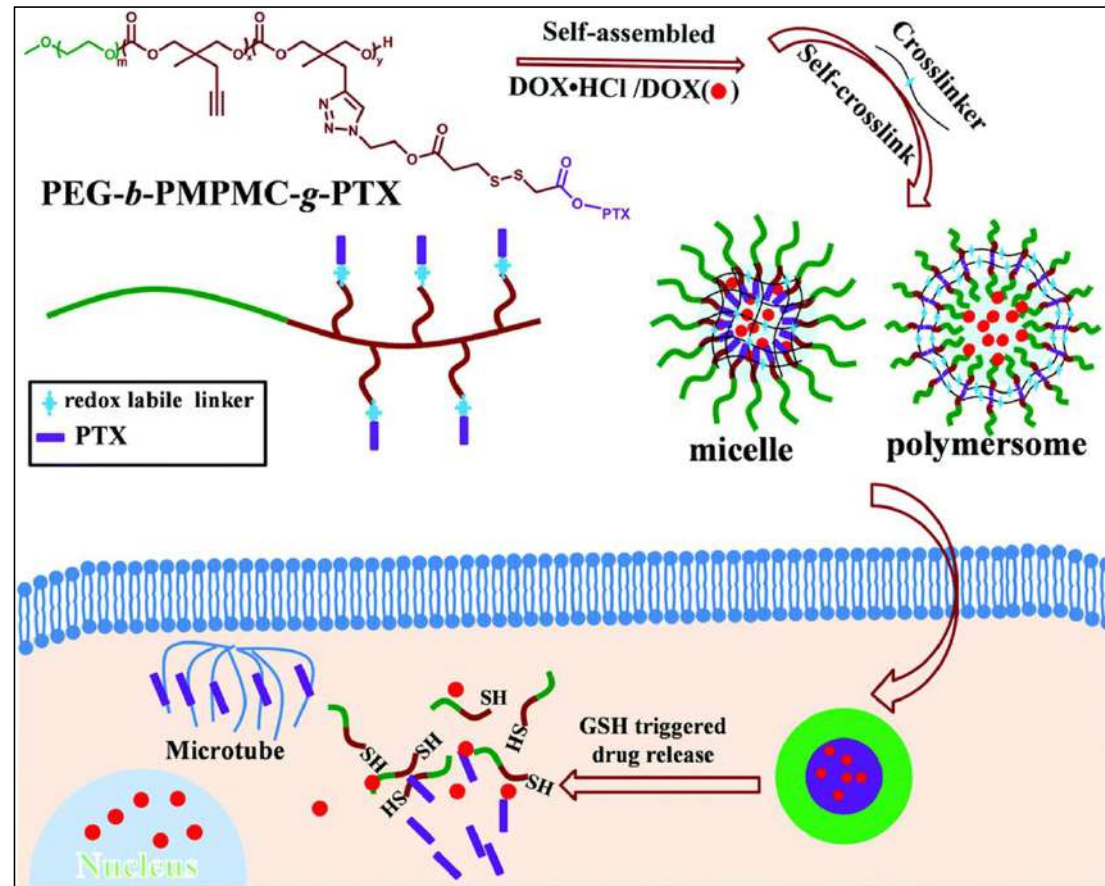 O
O
m
O
O
x
O
O
O
y
H
Self-assembled
DOX•HCl /DOX( )
Crosslinker
Self-crosslink
N
N
N
O
O
S
S
O
O
PTX
PEG-b-PMPMC-g-PTX
redox labile linker
PTX
micelle
polymersome
Microtube
SH
SH
HS
SH
HS
SH
GSH triggered
drug release
Nucleus